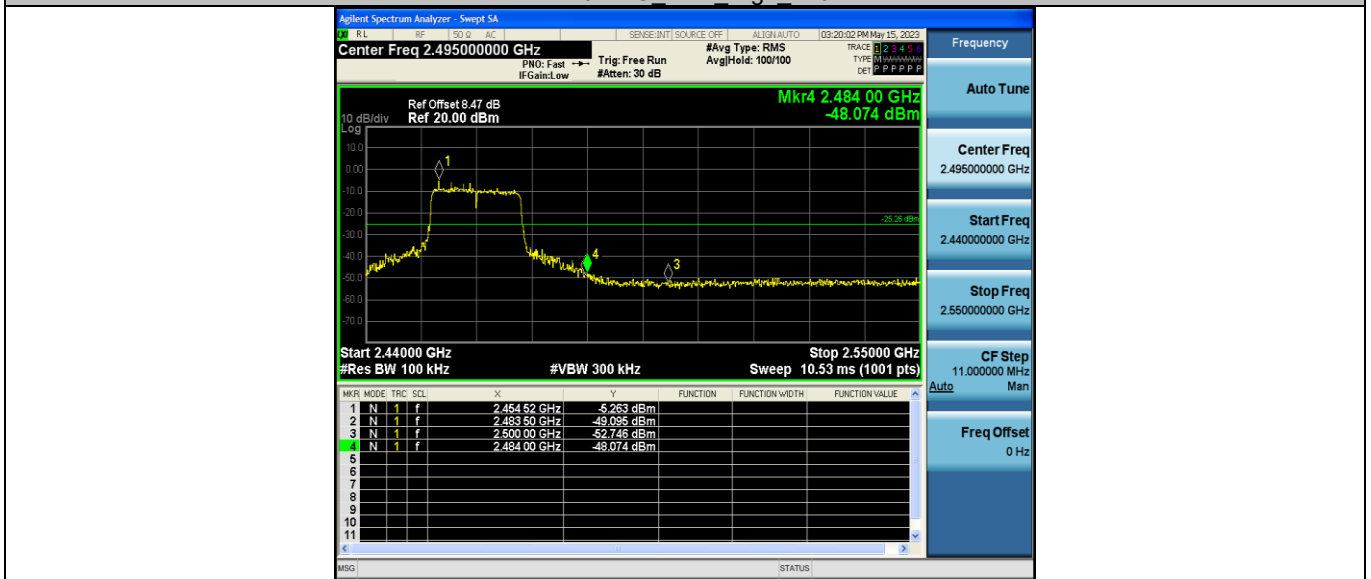 Agilent Spectrum Analyzer - Swept SA
RL RF 50 Ω AC SENSE:INT SOURCE OFF ALIGNAUTO 03:20:02 PM May 15, 2023
Center Freq 2.495000000 GHz
PNO: Fast
IFGain:Low
Trig: Free Run
#Atten: 30 dB
#Avg Type: RMS
Avg|Hold: 100/100
TRACE 1 2 3 4 5 6
TYPE M
DET P P P P P P
Frequency
Auto Tune
Center Freq
2.495000000 GHz
Start Freq
2.440000000 GHz
Stop Freq
2.550000000 GHz
CF Step
11.000000 MHz
Auto Man
Freq Offset
0 Hz
Mkr4 2.484 00 GHz
-48.074 dBm
Ref Offset 8.47 dB
10 dB/div Ref 20.00 dBm
Log
10.0
0.00
-10.0
-20.0
-30.0
-40.0
-50.0
-60.0
-70.0
1
4
3
-25.26 dBm
Start 2.44000 GHz Stop 2.55000 GHz
#Res BW 100 kHz #VBW 300 kHz Sweep 10.53 ms (1001 pts)
MKR MODE TRC SCL X Y FUNCTION FUNCTION WIDTH FUNCTION VALUE
1 N 1 f 2.454 52 GHz -5.263 dBm
2 N 1 f 2.483 50 GHz -49.095 dBm
3 N 1 f 2.500 00 GHz -52.746 dBm
4 N 1 f 2.484 00 GHz -48.074 dBm
5
6
7
8
9
10
11
MSG STATUS